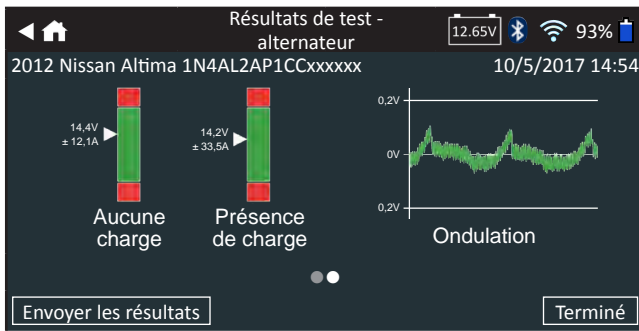 Résultats de test -
alternateur
12.65V
93%
2012 Nissan Altima 1N4AL2AP1CCxxxxxx
10/5/2017 14:54
14,4V
± 12,1A
Aucune
charge
14,2V
± 33,5A
Présence
de charge
0,2V
0V
0,2V
Ondulation
Envoyer les résultats
Terminé